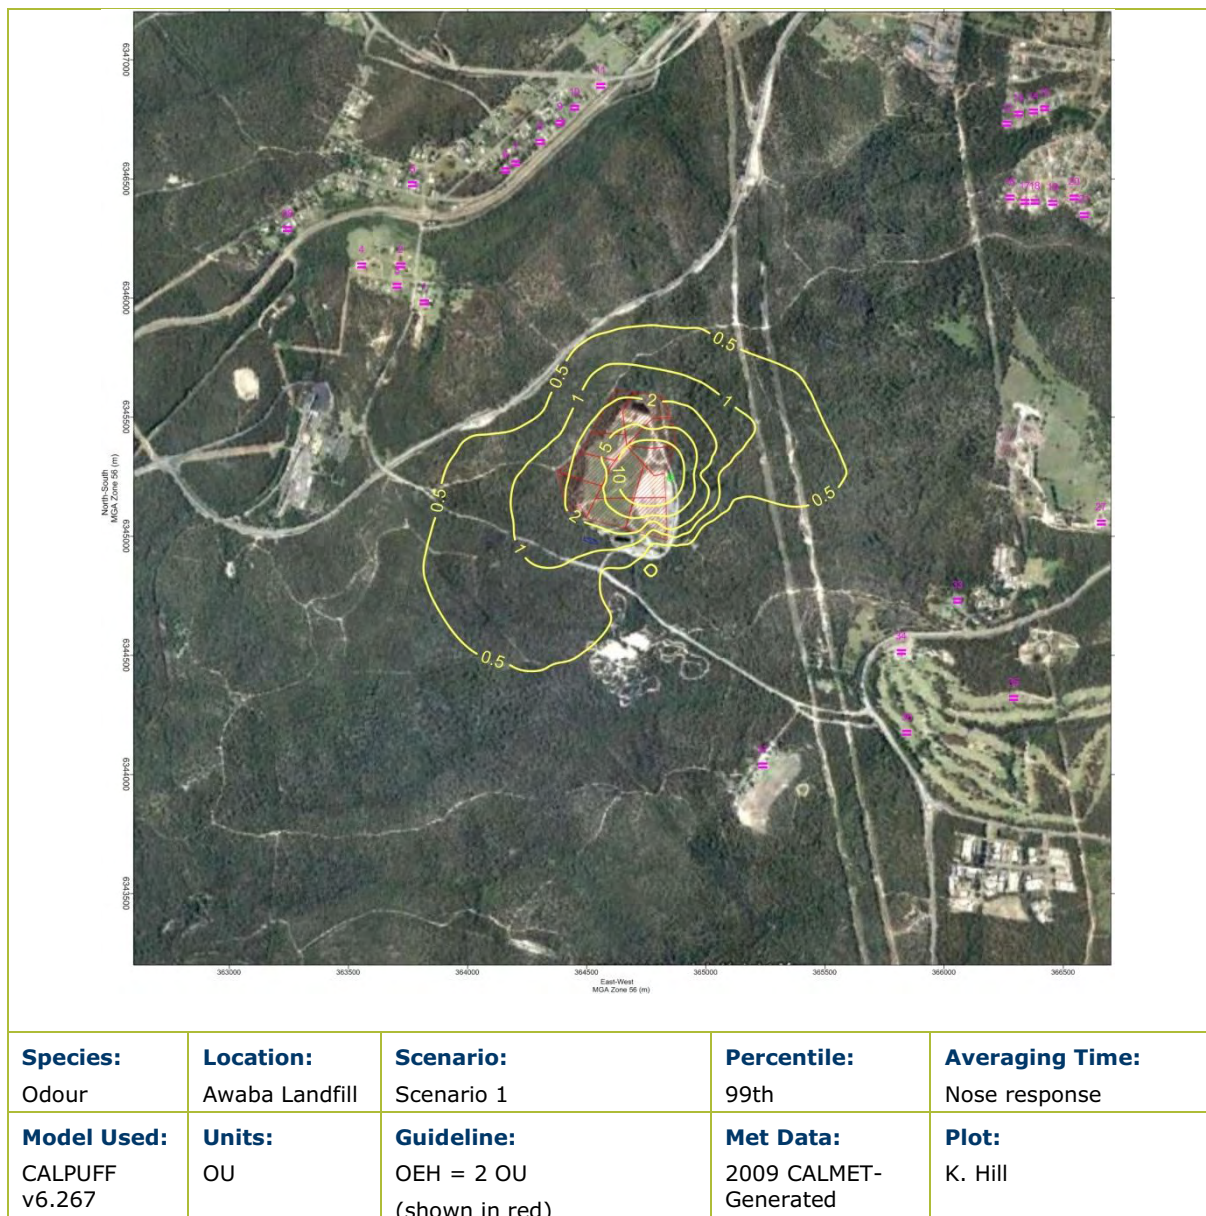 6347000
6346500
6346000
6345500
6345000
6344500
6344000
6343500
North-South
MGA Zone 56 (m)
4
34
0.5
0.5
1
1
2
5
10
0.5
0.5
2
1
0.5
363000
363500
364000
364500
365000
365500
366000
366500
East-West
MGA Zone 56 (m)
Species:
Odour
Location:
Awaba Landfill
Scenario:
Scenario 1
Percentile:
99th
Averaging Time:
Nose response
Model Used:
CALPUFF
v6.267
Units:
OU
Guideline:
OEH = 2 OU
(shown in red)
Met Data:
2009 CALMET-
Generated
Plot:
K. Hill